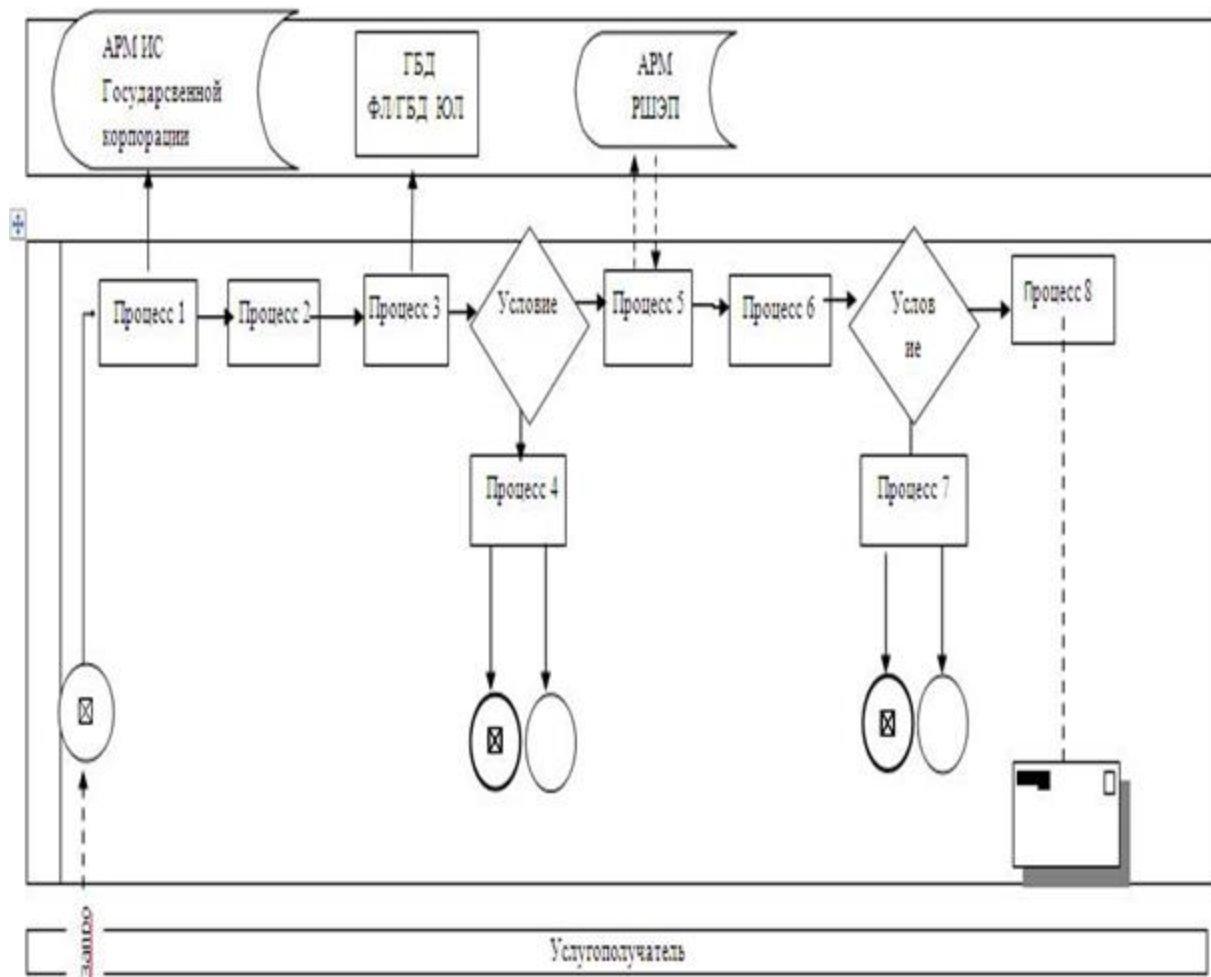 АРМ ИС
Государсвенной
корпорации
ГБД
ФЛ/ГБД ЮЛ
АРМ
РШЭП
Процесс 1
Процесс 2
Процесс 3
Условие
Процесс 5
Процесс 6
Услов
ие
Процесс 8
Процесс 4
Процесс 7
запро
Услугополучатель